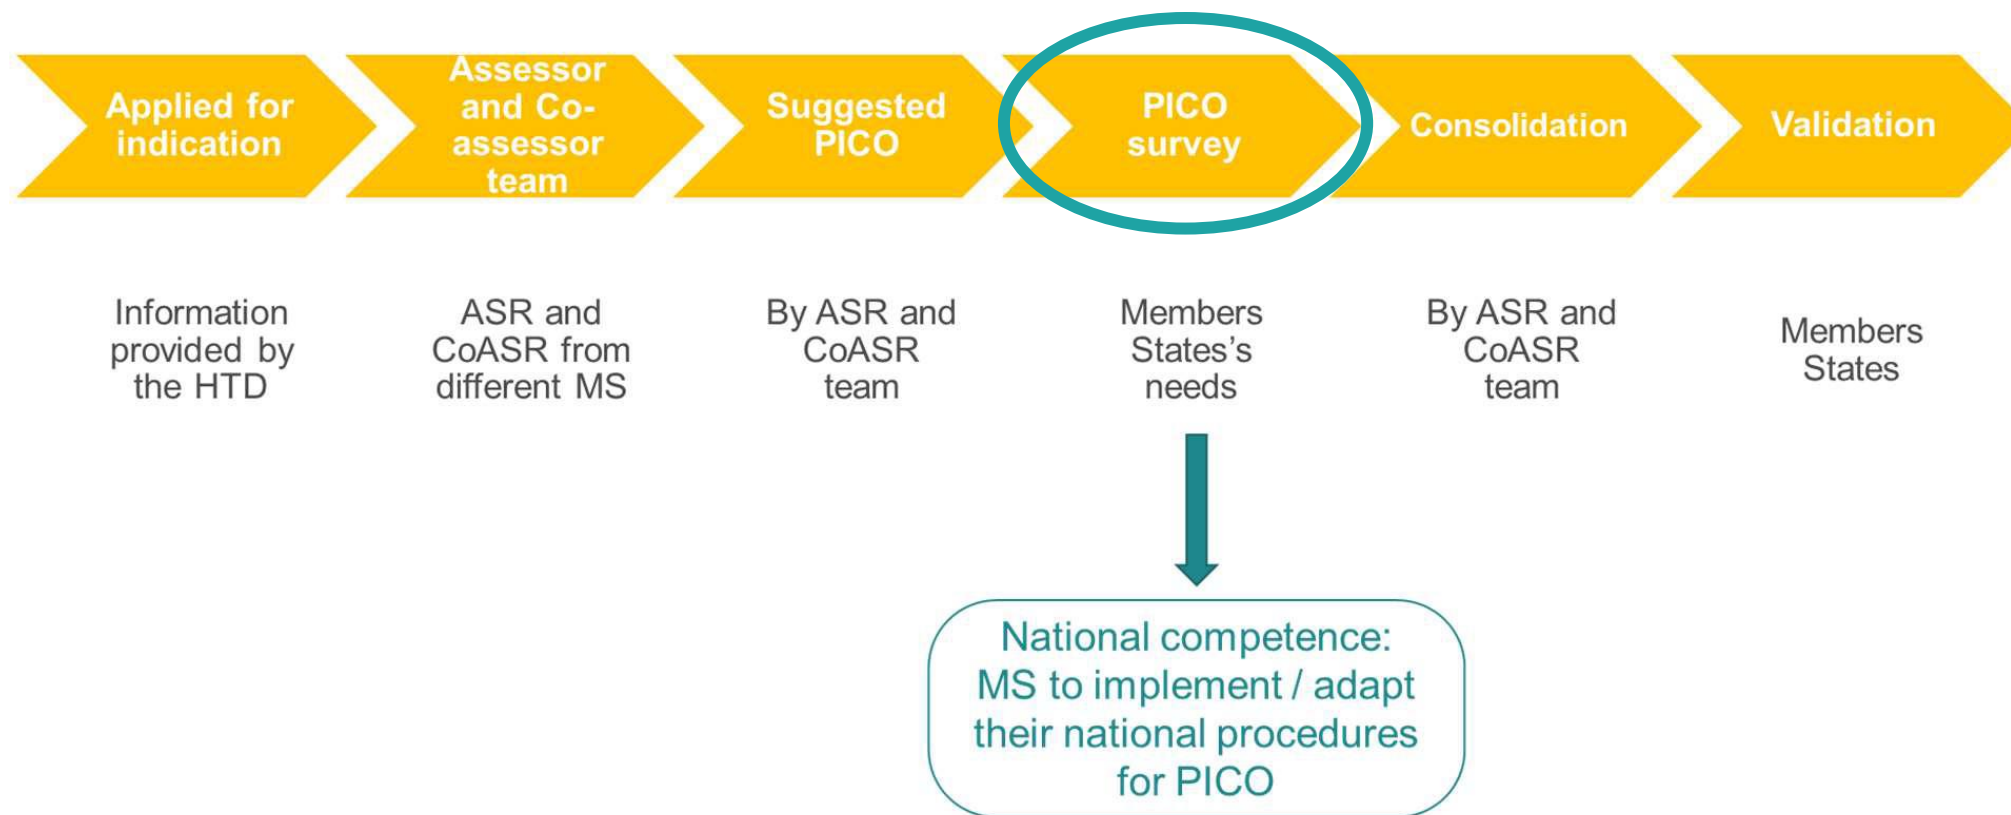 Applied for
indication
Assessor
and Co-
assessor
team
Suggested
PICO
PICO
survey
Consolidation
Validation
Information
provided by
the HTD
ASR and
CoASR from
different MS
By ASR and
CoASR
team
Members
States's
needs
By ASR and
CoASR
team
Members
States
National competence:
MS to implement / adapt
their national procedures
for PICO